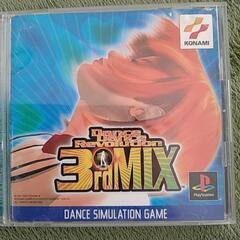 KONAMI
Dance
Dance
Revolution
3rdMIX
PlayStation
DANCE SIMULATION GAME